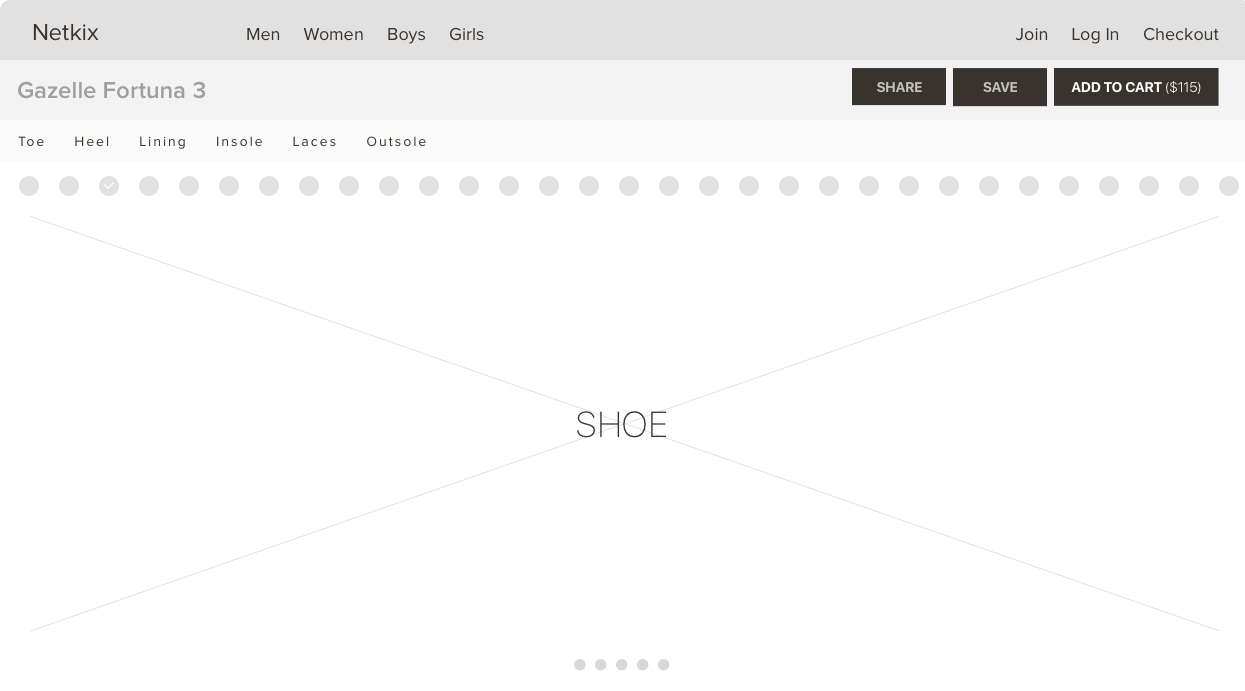 Netkix Men Women Boys Girls Join Log In Checkout
Gazelle Fortuna 3 SHARE SAVE ADD TO CART ($115)
Toe Heel Lining Insole Laces Outsole
SHOE